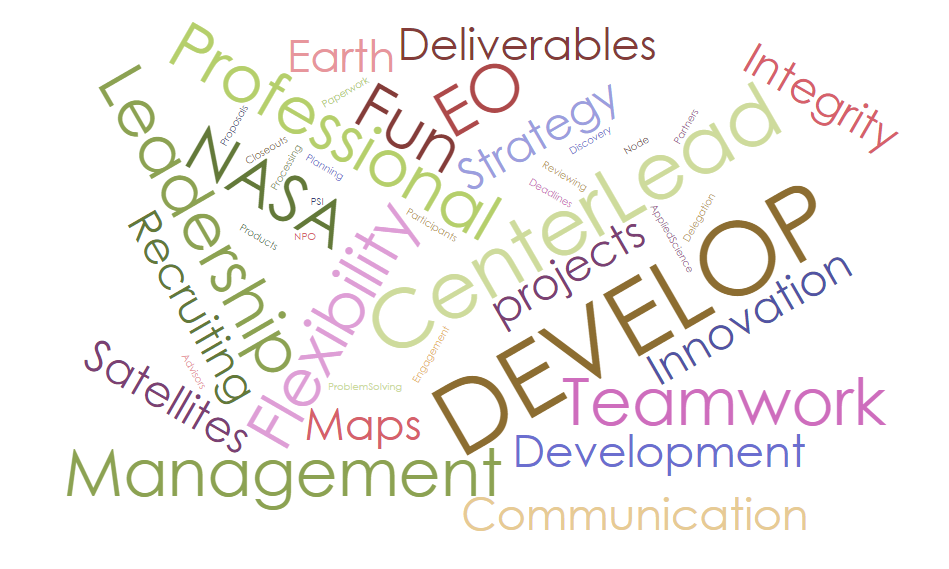 Earth
Deliverables
Professional
EO
Integrity
Fun
Paperwork
Strategy
Leadership
Proposals
NASA
Closeouts
Processing
Planning
Discovery
Node
Partners
CenterLead
Reviewing
Deadlines
PSI
NPO
Products
Participants
AppliedScience
Delegation
Recruiting
Flexibility
projects
DEVELOP
Innovation
Satellites
Advisors
ProblemSolving
Engagement
Maps
Teamwork
Management
Development
Communication